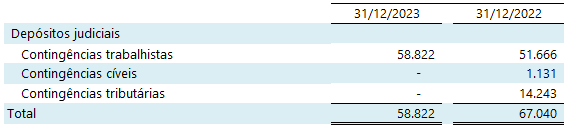 31/12/2023 31/12/2022
Depósitos judiciais
Contingências trabalhistas 58.822 51.666
Contingências cíveis - 1.131
Contingências tributárias - 14.243
Total 58.822 67.040